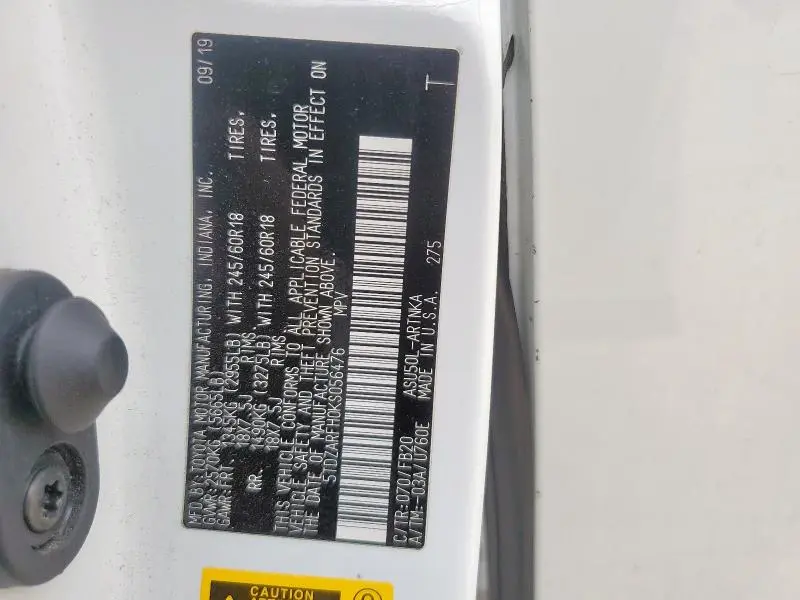 MFD.BY:TOYOTA MOTOR MANUFACTURING, INDIANA, INC. 09/19
GVWR:2570KG (5665LB)
GAWR:FRT. 1345KG (2955LB) WITH 245/60R18 TIRES,
18X7.5J RIMS
RR. 1490KG (3275LB) WITH 245/60R18 TIRES,
18X7.5J RIMS
THIS VEHICLE CONFORMS TO ALL APPLICABLE FEDERAL MOTOR
VEHICLE SAFETY AND THEFT PREVENTION STANDARDS IN EFFECT ON
THE DATE OF MANUFACTURE SHOWN ABOVE.
5TDZARFH0KS056476 MPV
C/TR:070/FB20 ASU50L-ARTNKA 275 T
A/TM:-03A/U760E MADE IN U.S.A.
CAUTION